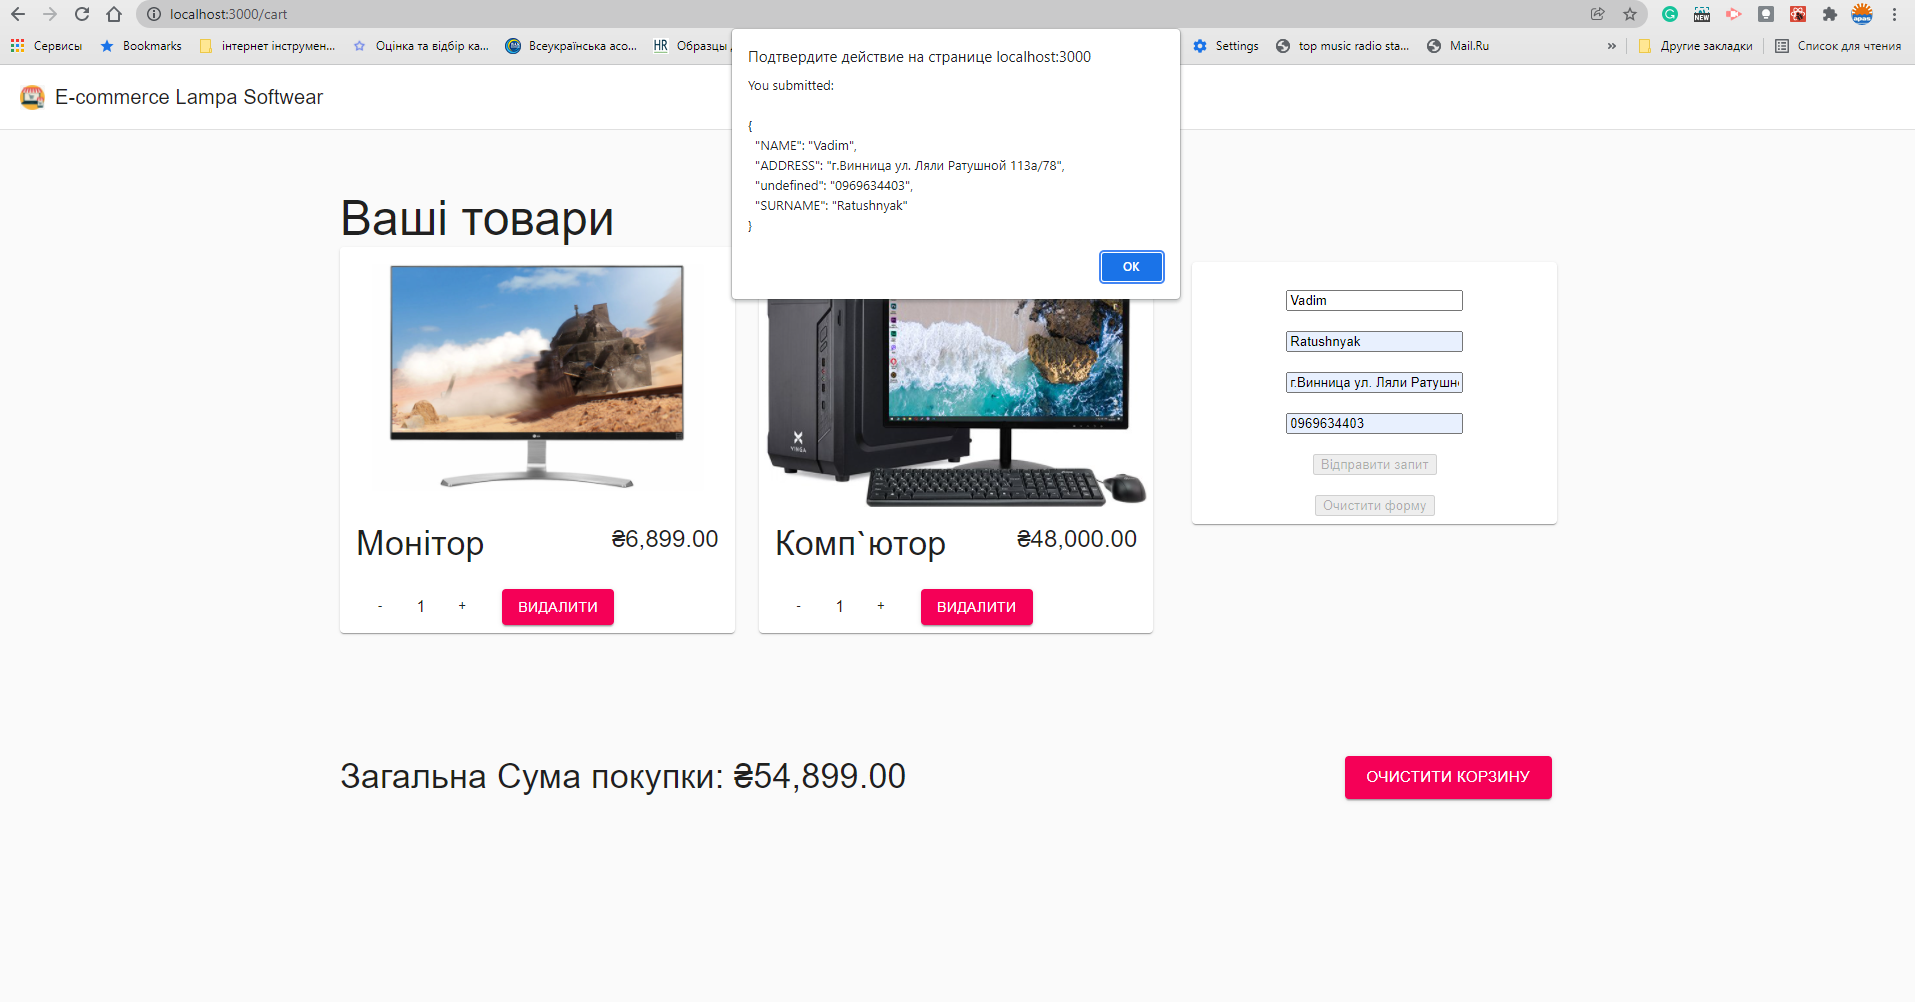 localhost:3000/cart
Сервисы
Bookmarks
інтернет інструмен...
Оцінка та відбір ка...
Всеукраїнська асо...
HR Образцы
Settings
top music radio sta...
Mail.Ru
»
Другие закладки
Список для чтения
E-commerce Lampa Softwear
Подтвердите действие на странице localhost:3000
You submitted:
{
"NAME": "Vadim",
"ADDRESS": "г.Винница ул. Ляли Ратушной 113а/78",
"undefined": "0969634403",
"SURNAME": "Ratushnyak"
}
OK
Ваші товари
Vadim
Ratushnyak
г.Винница ул. Ляли Ратушн
0969634403
Відправити запит
Очистити форму
VINGA
Монітор
₴6,899.00
- 1 +
ВИДАЛИТИ
Комп`ютор
₴48,000.00
- 1 +
ВИДАЛИТИ
Загальна Сума покупки: ₴54,899.00
ОЧИСТИТИ КОРЗИНУ